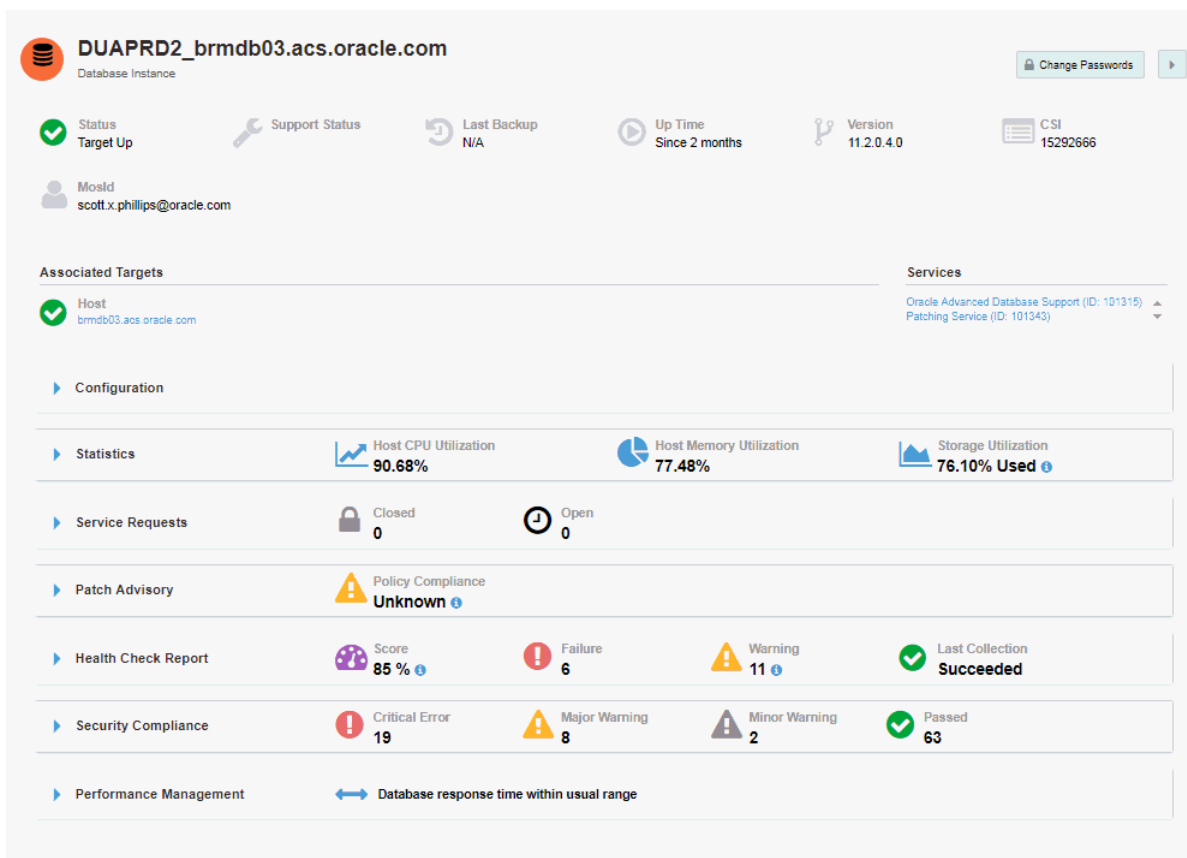 DUAPRD2_brmdb03.acs.oracle.com
Database Instance
Change Passwords
Status
Target Up
Support Status
Last Backup
N/A
Up Time
Since 2 months
Version
11.2.0.4.0
CSI
15292666
MosId
scott.x.phillips@oracle.com
Associated Targets
Services
Host
brmdb03.acs.oracle.com
Oracle Advanced Database Support (ID: 101315)
Patching Service (ID: 101343)
Configuration
Statistics
Host CPU Utilization
90.68%
Host Memory Utilization
77.48%
Storage Utilization
76.10% Used
Service Requests
Closed
0
Open
0
Patch Advisory
Policy Compliance
Unknown
Health Check Report
Score
85 %
Failure
6
Warning
11
Last Collection
Succeeded
Security Compliance
Critical Error
19
Major Warning
8
Minor Warning
2
Passed
63
Performance Management
Database response time within usual range